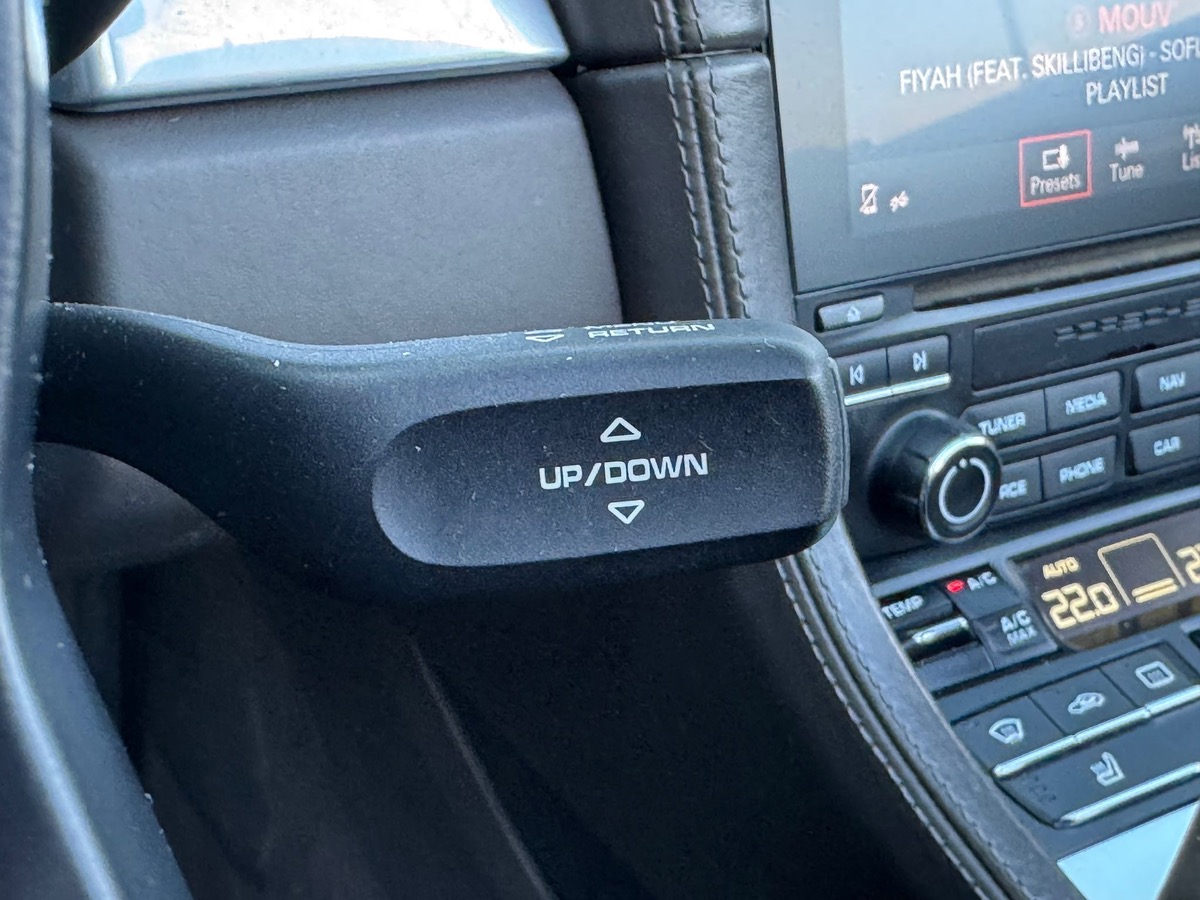 MOUV'
FIYAH (FEAT. SKILLIBENG) - SOFI
PLAYLIST
Presets
Tune
RETURN
UP/DOWN
TUNER
MEDIA
NAV
PHONE
CAR
TEMP
A/C
A/C
MAX
AUTO
22.0